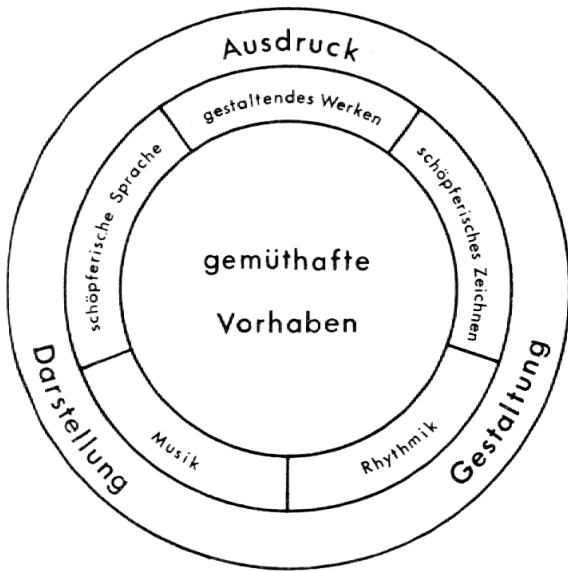 Ausdruck
gestaltendes Werken
schöpferische Sprache
schöpferisches Zeichnen
gemüthafte
Vorhaben
Darstellung
Gestaltung
Musik
Rhythmik